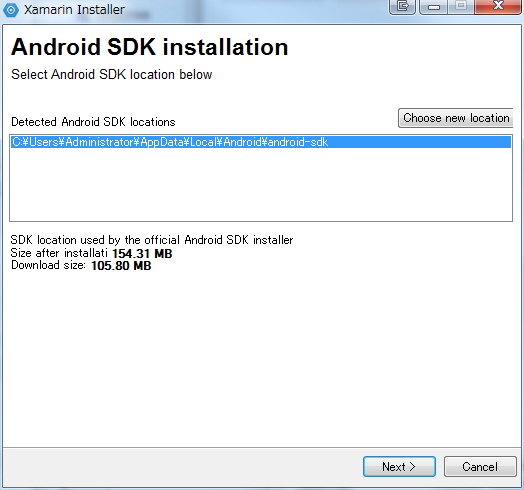 Xamarin Installer
Android SDK installation
Select Android SDK location below
Detected Android SDK locations
Choose new location
C:¥Users¥Administrator¥AppData¥Local¥Android¥android-sdk
SDK location used by the official Android SDK installer
Size after installati 154.31 MB
Download size: 105.80 MB
Next >
Cancel